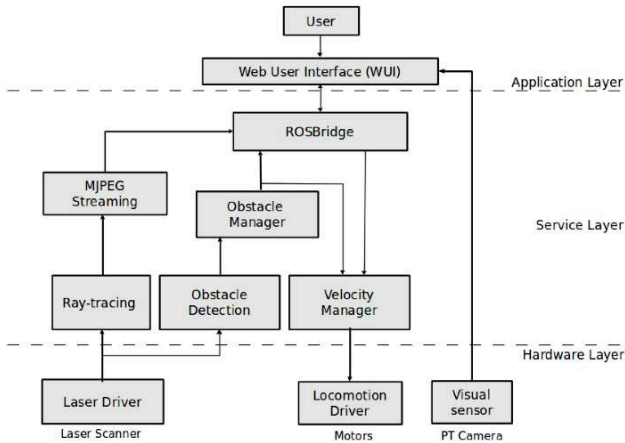 User
Web User Interface (WUI)
Application Layer
ROSBridge
MJPEG
Streaming
Obstacle
Manager
Service Layer
Ray-tracing
Obstacle
Detection
Velocity
Manager
Hardware Layer
Laser Driver
Locomotion
Driver
Visual
sensor
Laser Scanner
Motors
PT Camera